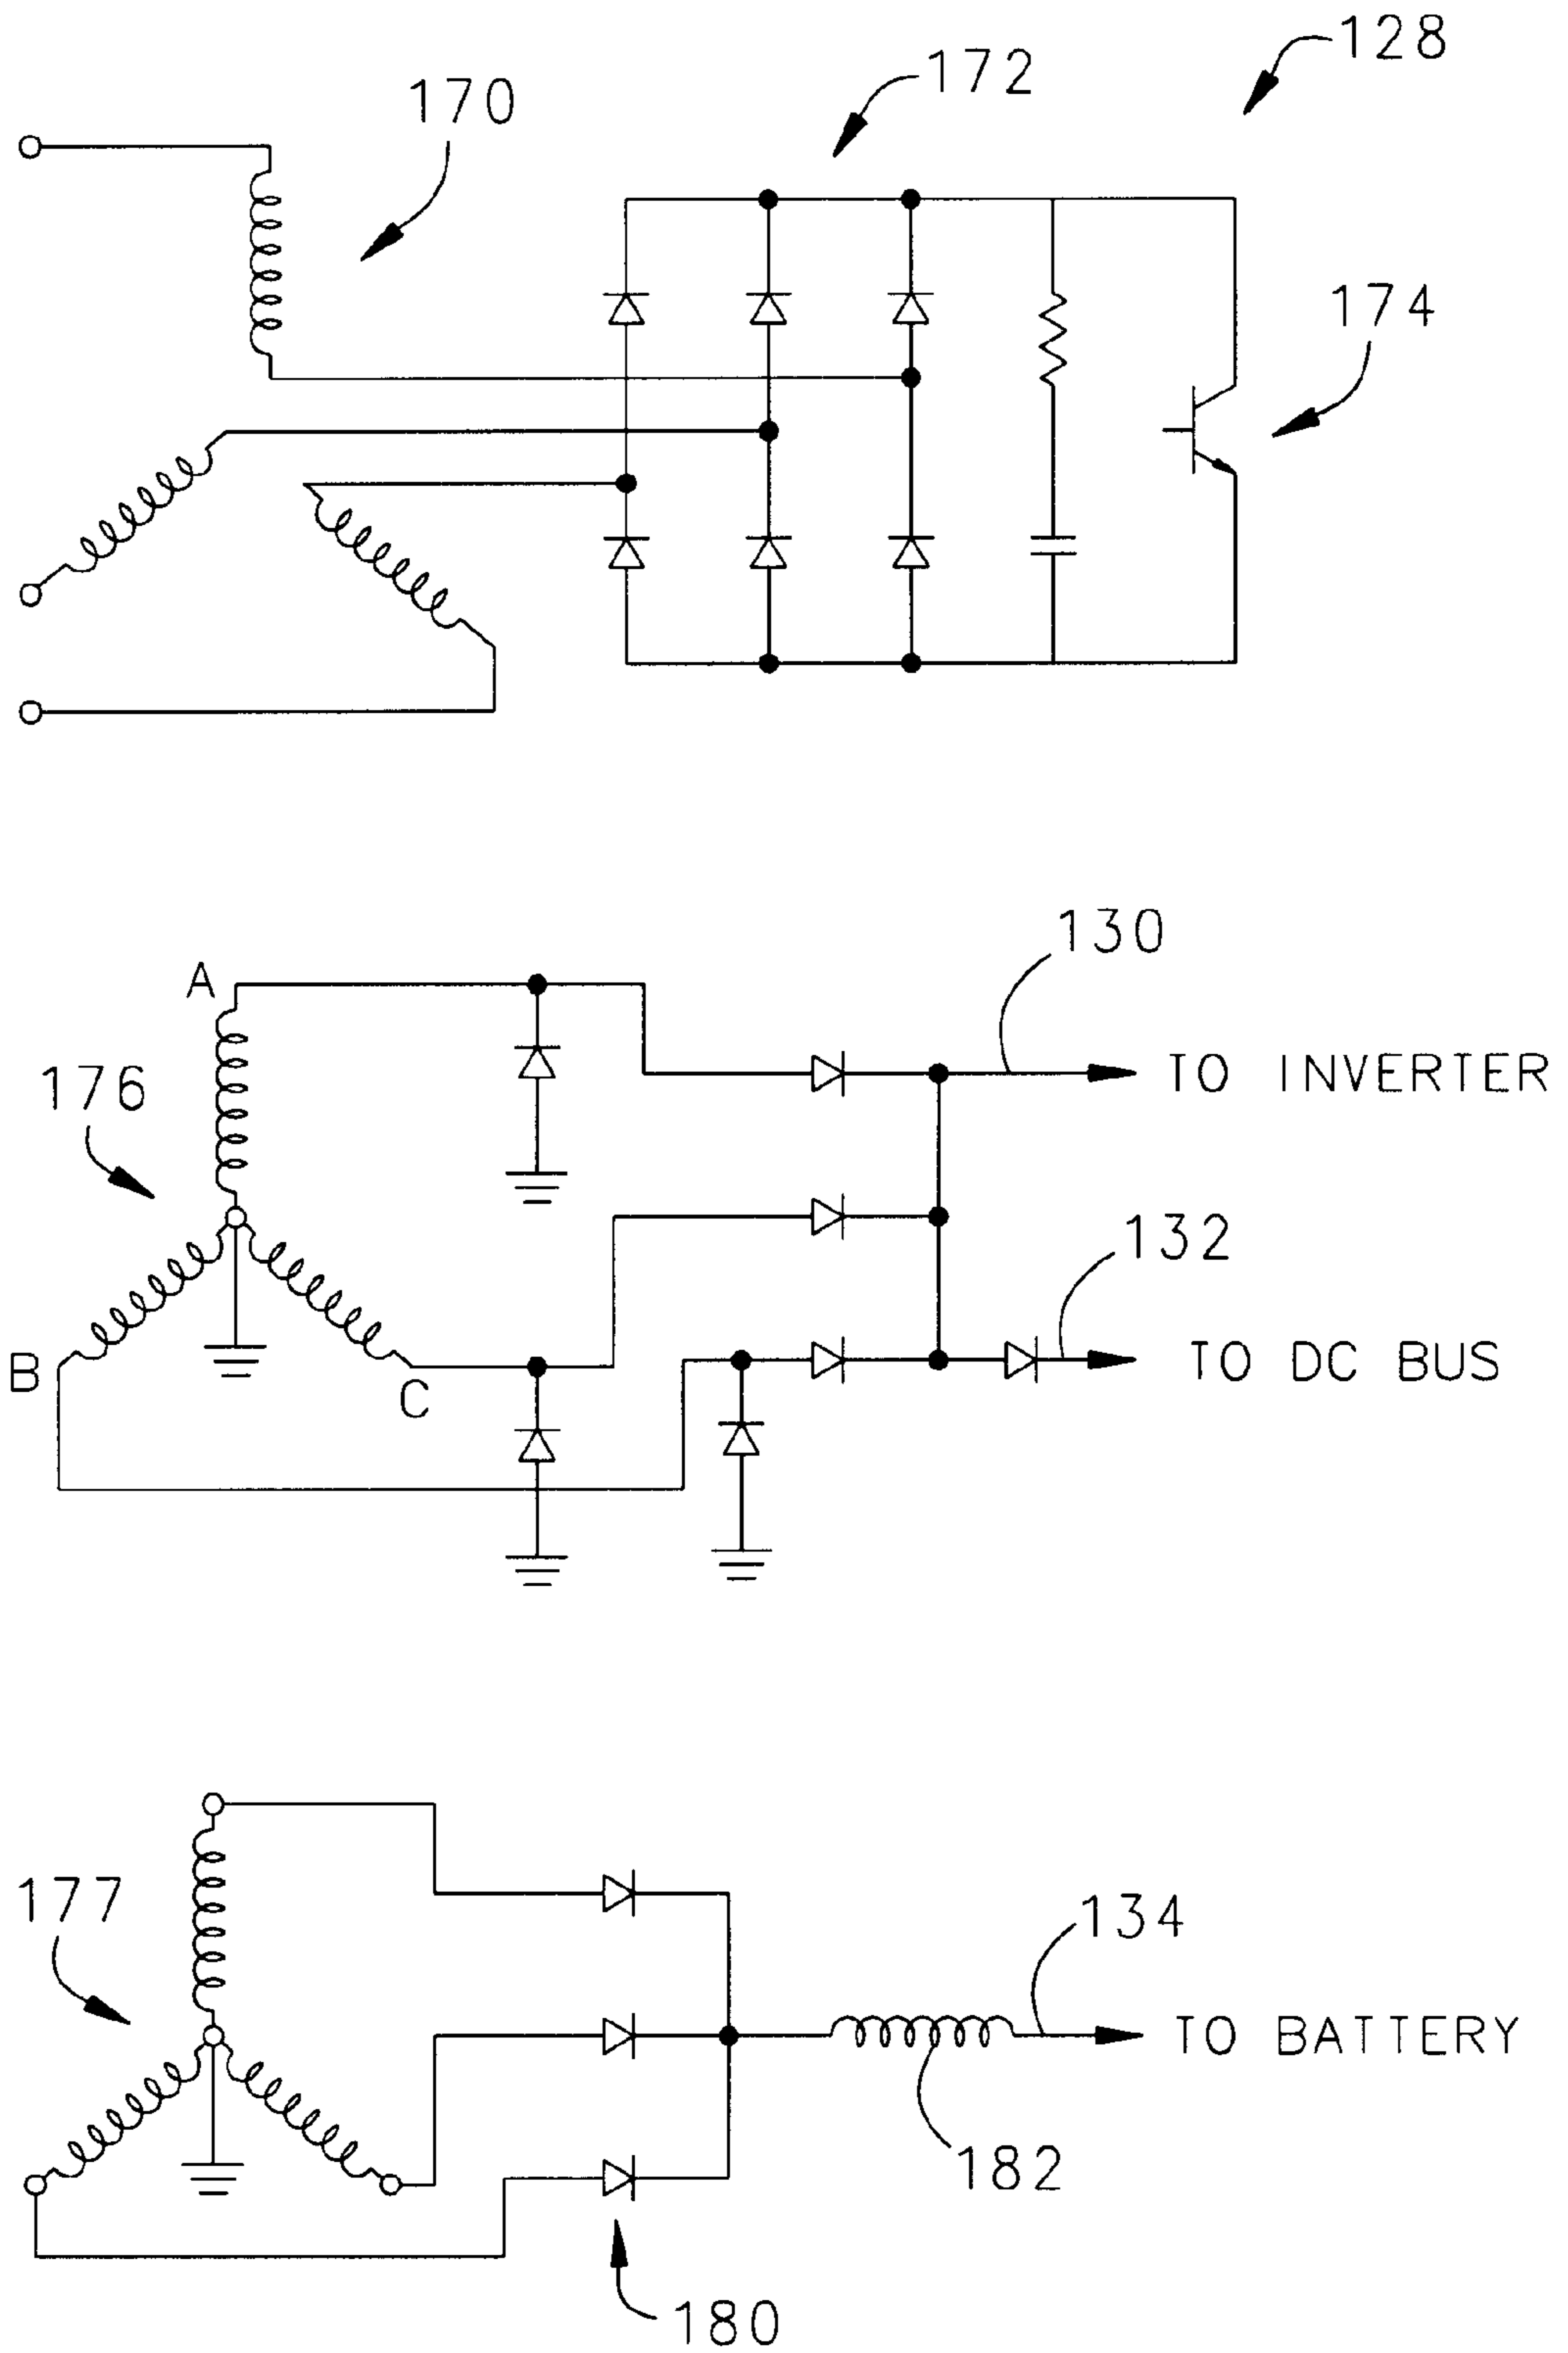 128
172
170
174
130
A
TO INVERTER
176
132
TO DC BUS
B
C
177
134
TO BATTERY
182
180